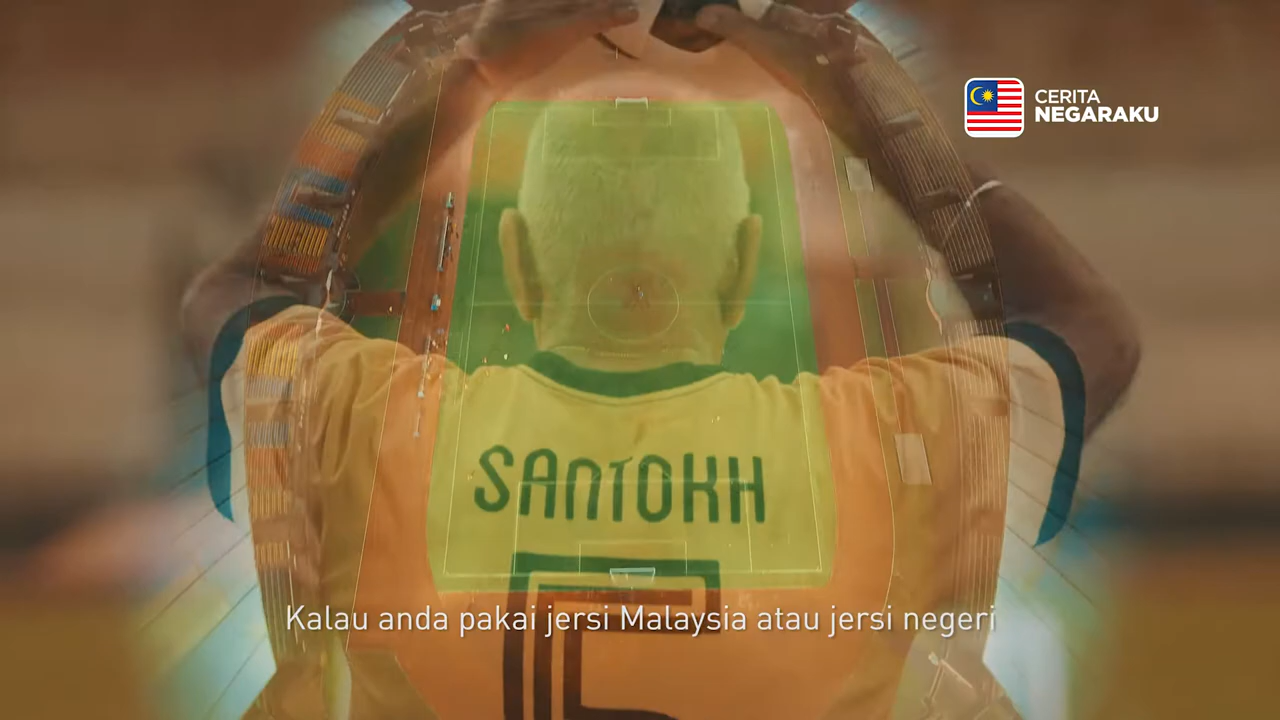 CERITA
NEGARAKU
SANTOKH
5
Kalau anda pakai jersi Malaysia atau jersi negeri